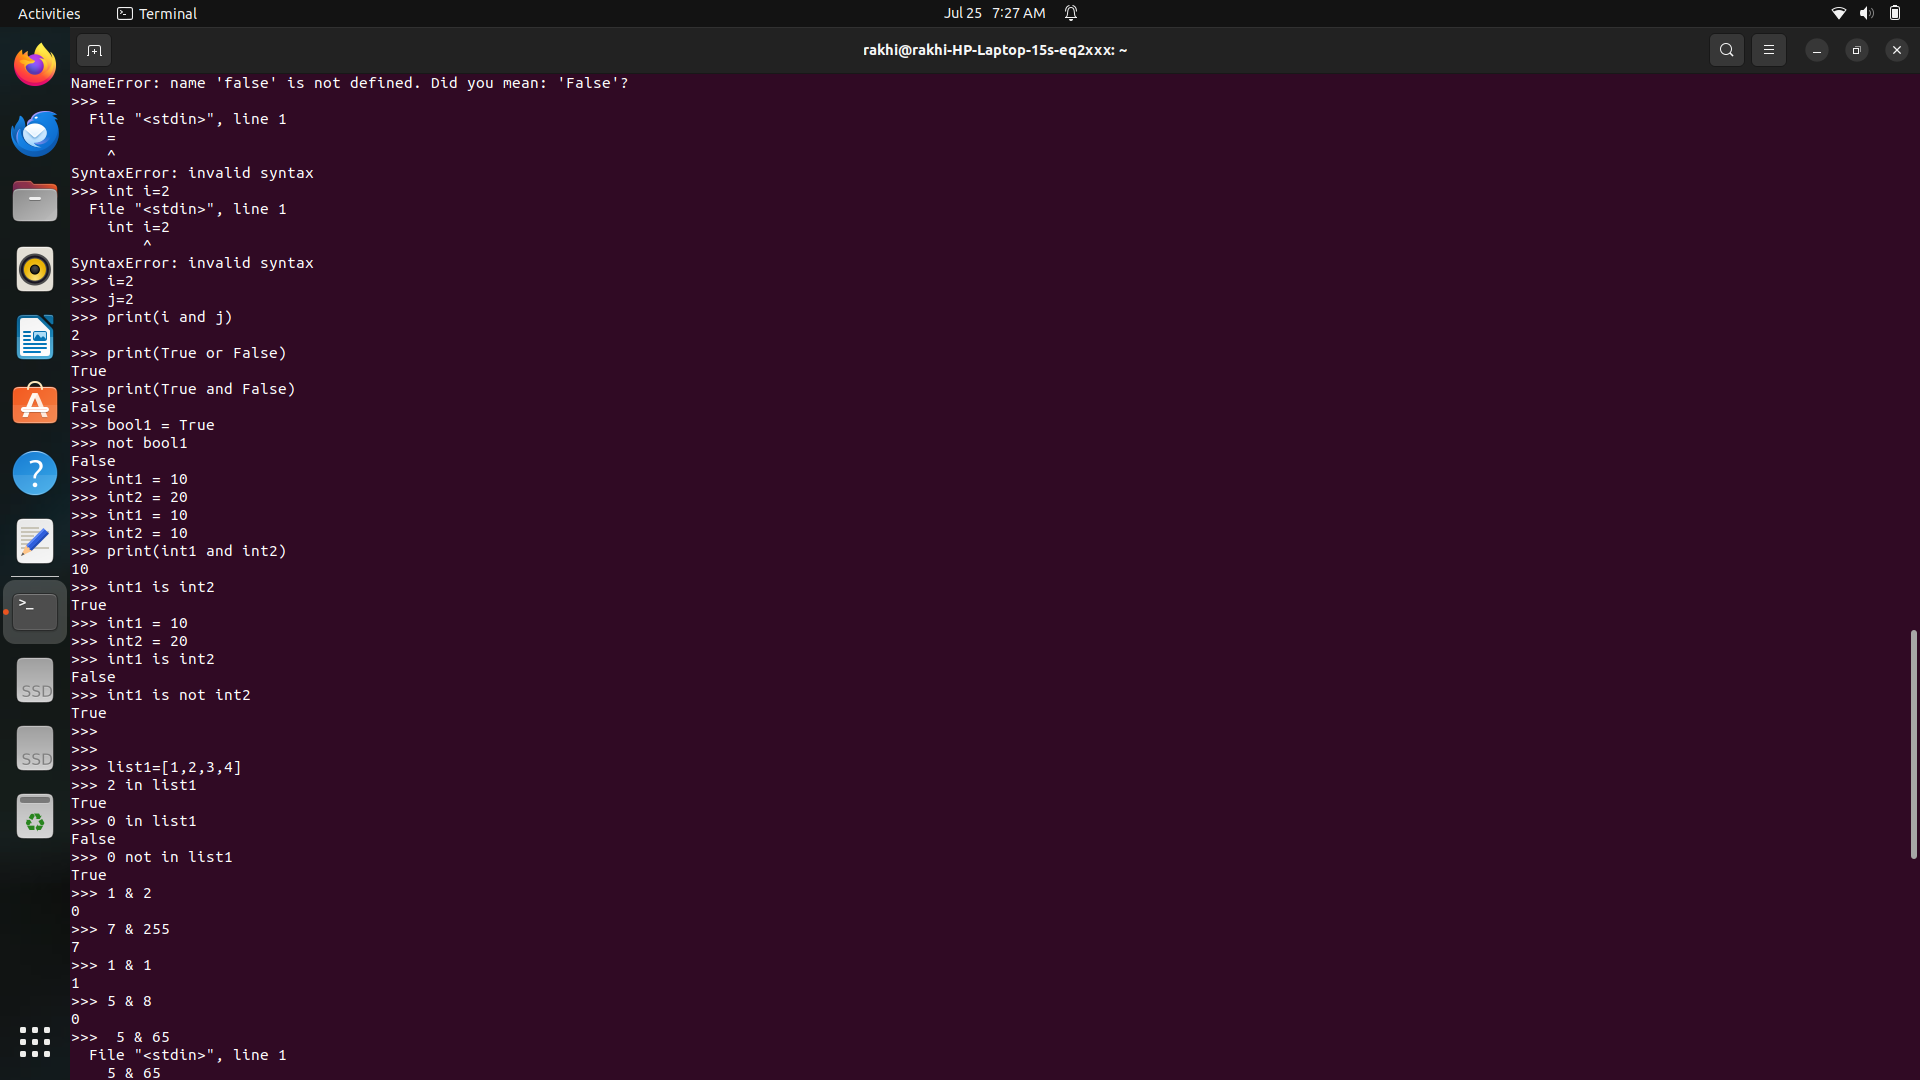 Activities
Terminal
Jul 25 7:27 AM
rakhi@rakhi-HP-Laptop-15s-eq2xxx: ~
NameError: name 'false' is not defined. Did you mean: 'False'?
>>> =
  File "<stdin>", line 1
    =
    ^
SyntaxError: invalid syntax
>>> int i=2
  File "<stdin>", line 1
    int i=2
        ^
SyntaxError: invalid syntax
>>> i=2
>>> j=2
>>> print(i and j)
2
>>> print(True or False)
True
>>> print(True and False)
False
>>> bool1 = True
>>> not bool1
False
>>> int1 = 10
>>> int2 = 20
>>> int1 = 10
>>> int2 = 10
>>> print(int1 and int2)
10
>>> int1 is int2
True
>>> int1 = 10
>>> int2 = 20
>>> int1 is int2
False
>>> int1 is not int2
True
>>>
>>>
>>> list1=[1,2,3,4]
>>> 2 in list1
True
>>> 0 in list1
False
>>> 0 not in list1
True
>>> 1 & 2
0
>>> 7 & 255
7
>>> 1 & 1
1
>>> 5 & 8
0
>>>  5 & 65
  File "<stdin>", line 1
    5 & 65
SSD
SSD